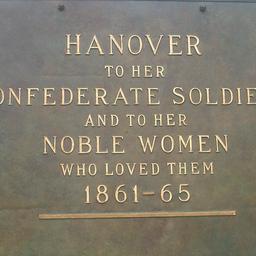 HANOVER
TO HER
ONFEDERATE SOLDIE
AND TO HER
NOBLE WOMEN
WHO LOVED THEM
1861-65